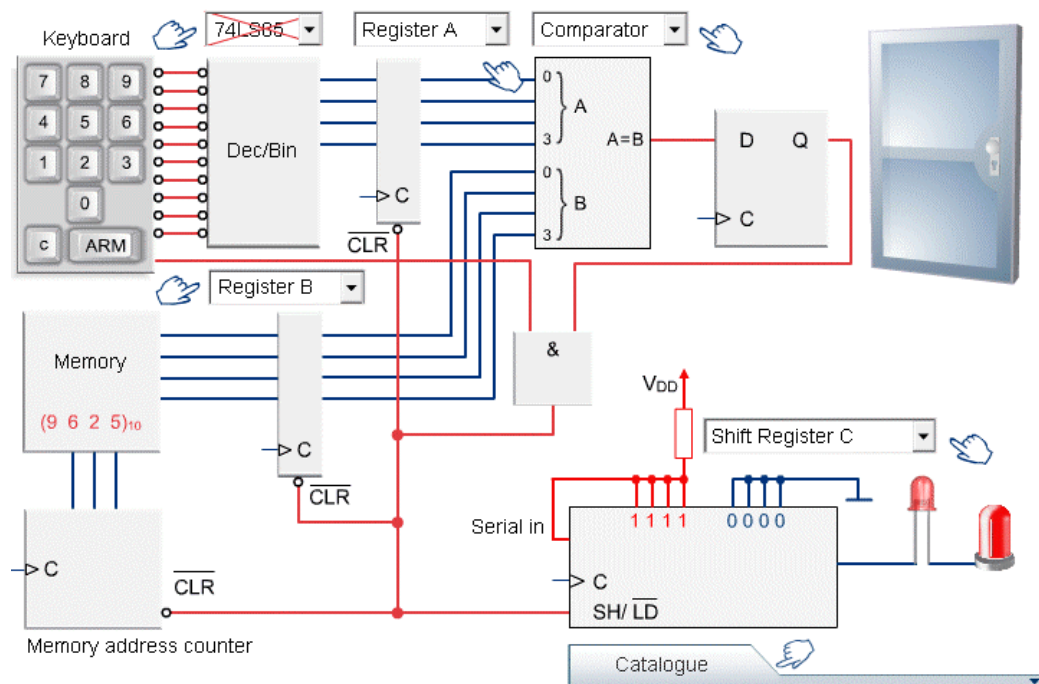 Keyboard
74LS85
Register A
Comparator
7 8 9
4 5 6
1 2 3
0
c ARM
Dec/Bin
C
CLR
0
3
A
0
3
B
A=B
D Q
C
Register B
Memory
(9 6 2 5)10
&
C
CLR
VDD
Shift Register C
Serial in
1 1 1 1 0 0 0 0
C
SH/ LD
C
CLR
Memory address counter
Catalogue